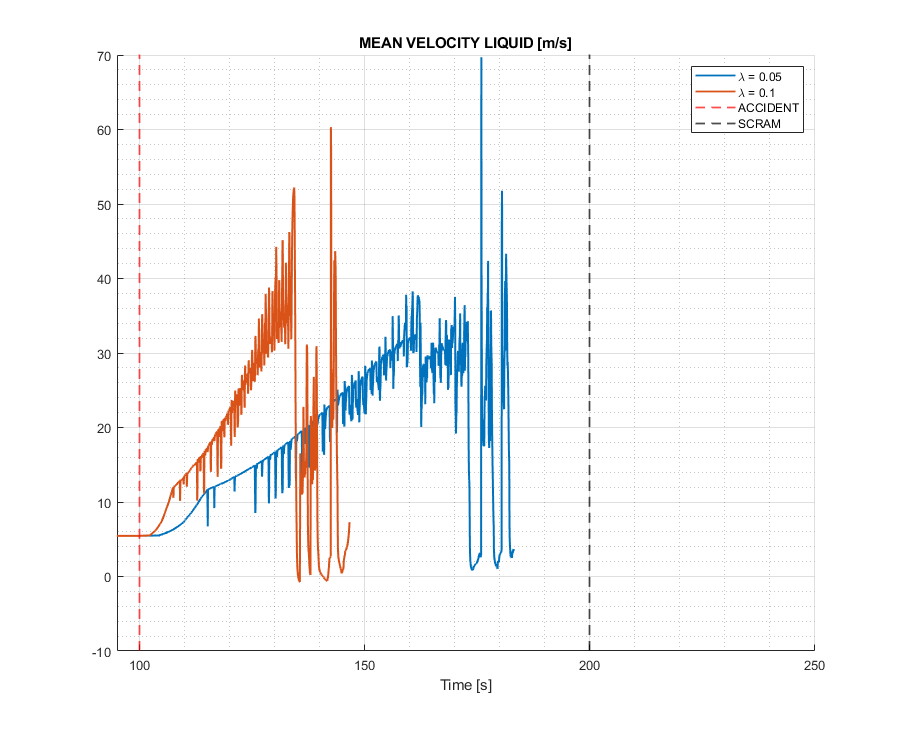 MEAN VELOCITY LIQUID [m/s]
70
60
50
40
30
20
10
0
-10
λ = 0.05
λ = 0.1
ACCIDENT
SCRAM
100
150
200
250
Time [s]